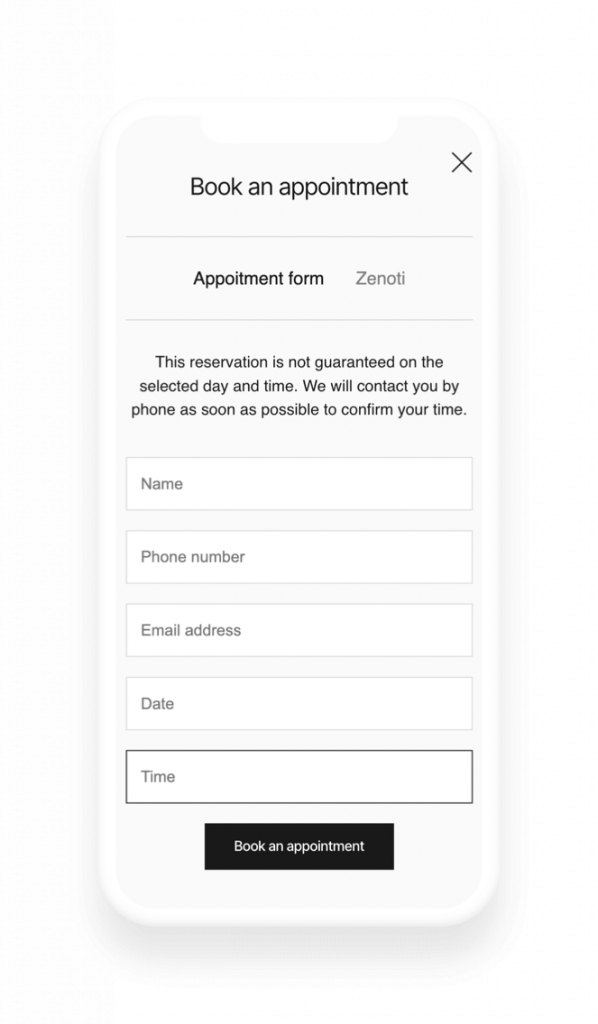 Book an appointment
Appoitment form Zenoti
This reservation is not guaranteed on the
selected day and time. We will contact you by
phone as soon as possible to confirm your time.
Name
Phone number
Email address
Date
Time
Book an appointment